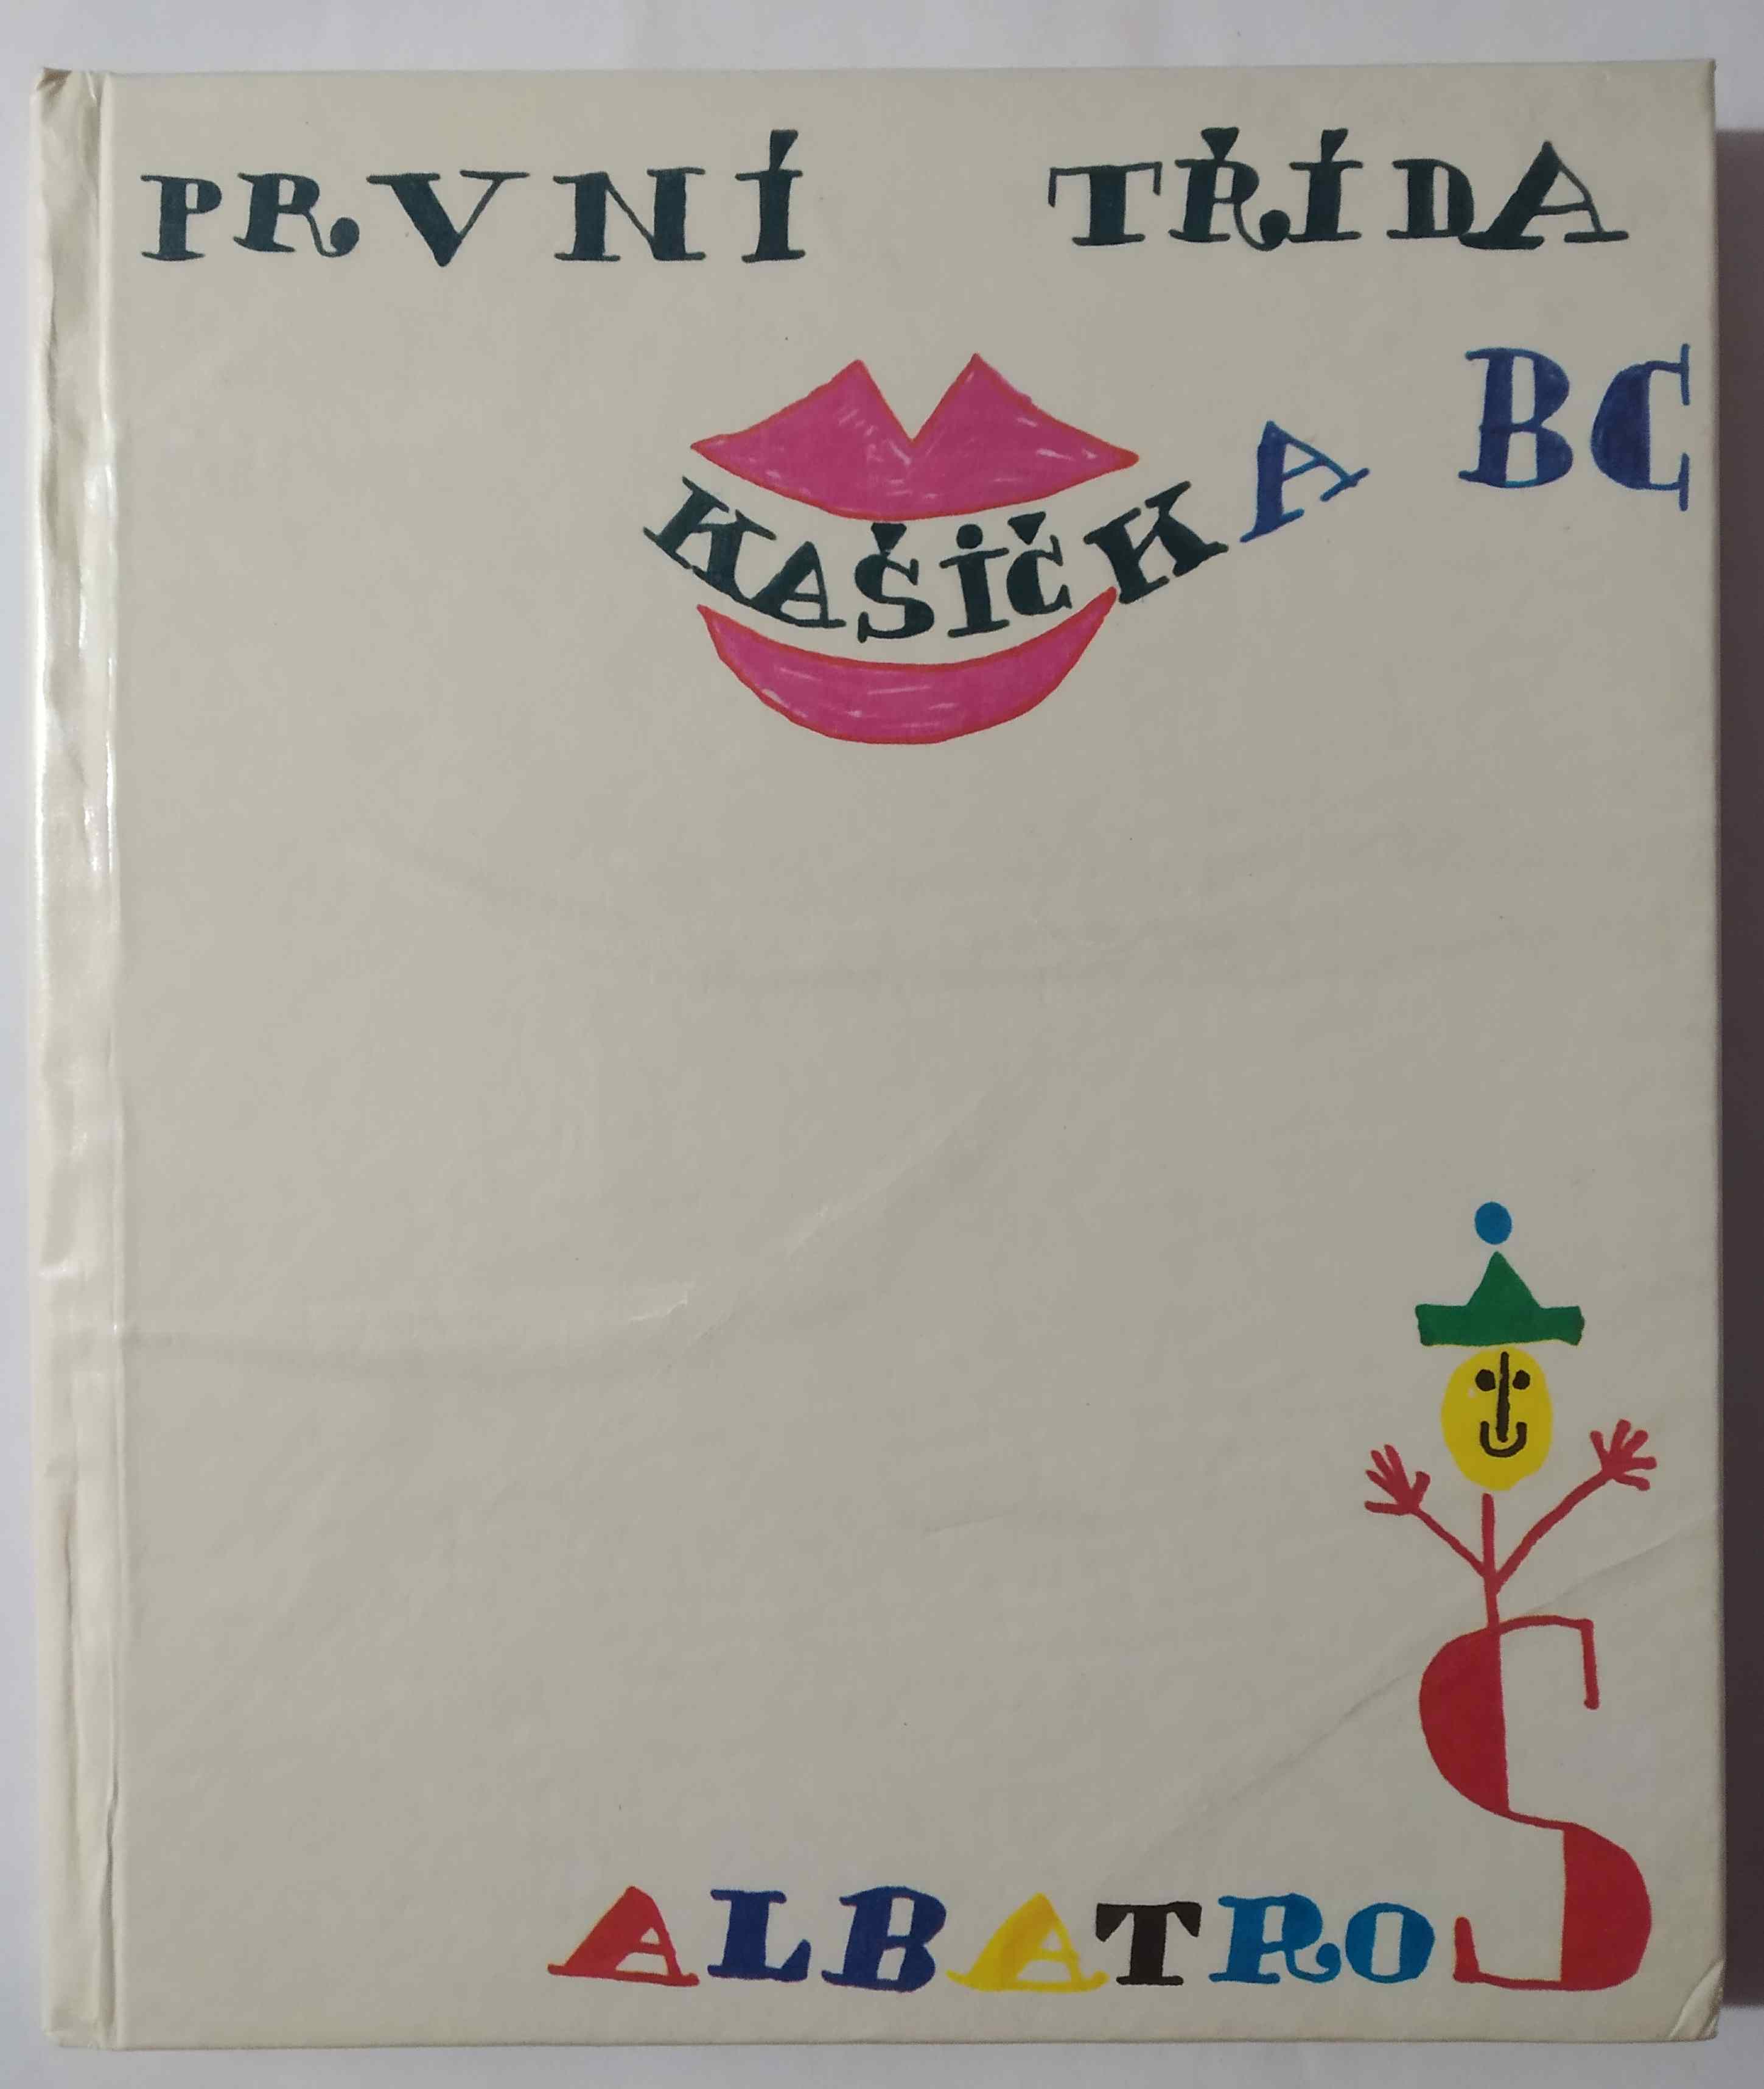 PRVNÍ TŘÍDA
KAŠIČKA BC
ALBATROS